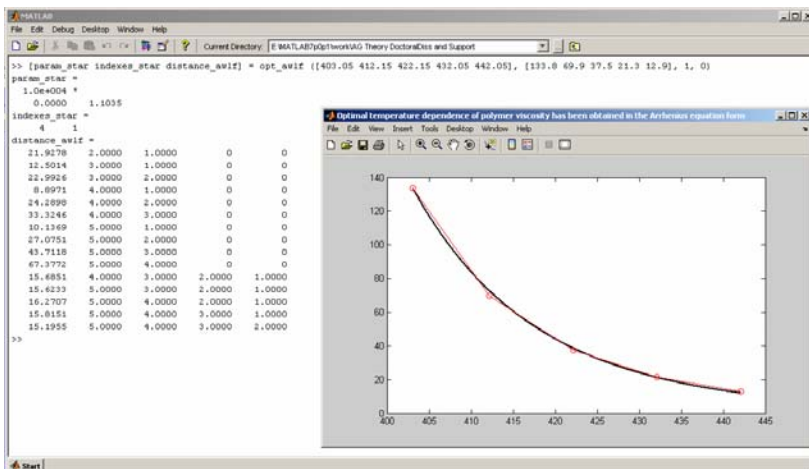 MATLAB
File Edit Debug Desktop Window Help
Current Directory: E:\MATLAB7p0p1\work\AG Theory DoctoralDiss and Support
>> [param_star indexes_star distance_awlf] = opt_awlf ([403.05 412.15 422.15 432.05 442.05], [133.8 69.9 37.5 21.3 12.9], 1, 0)
param_star =
1.0e+004 *
0.0000 1.1035
indexes_star =
4 1
distance_awlf =
21.9278 2.0000 1.0000 0 0
12.5014 3.0000 1.0000 0 0
22.9926 3.0000 2.0000 0 0
8.8971 4.0000 1.0000 0 0
24.2898 4.0000 2.0000 0 0
33.3246 4.0000 3.0000 0 0
10.1369 5.0000 1.0000 0 0
27.0751 5.0000 2.0000 0 0
43.7118 5.0000 3.0000 0 0
67.3772 5.0000 4.0000 0 0
15.6851 4.0000 3.0000 2.0000 1.0000
15.6233 5.0000 3.0000 2.0000 1.0000
16.2707 5.0000 4.0000 2.0000 1.0000
15.8151 5.0000 4.0000 3.0000 1.0000
15.1955 5.0000 4.0000 3.0000 2.0000
>>
Optimal temperature dependence of polymer viscosity has been obtained in the Arrhenius equation form
File Edit View Insert Tools Desktop Window Help
140
120
100
80
60
40
20
0
400 405 410 415 420 425 430 435 440 445
Start